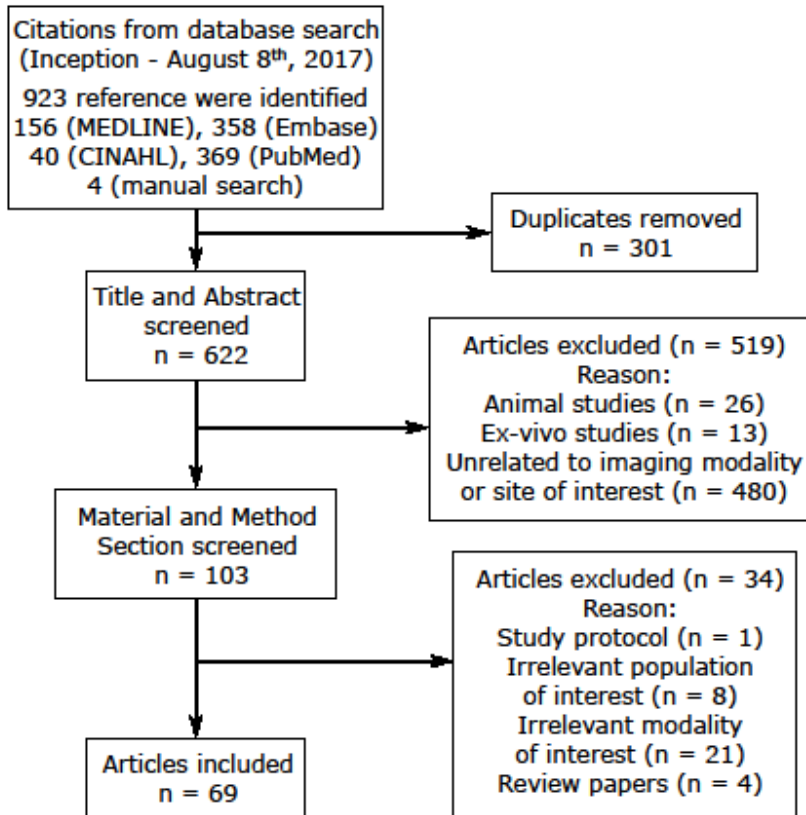 Citations from database search
(Inception - August 8th, 2017)
923 reference were identified
156 (MEDLINE), 358 (Embase)
40 (CINAHL), 369 (PubMed)
4 (manual search)
Duplicates removed
n = 301
Title and Abstract
screened
n = 622
Articles excluded (n = 519)
Reason:
Animal studies (n = 26)
Ex-vivo studies (n = 13)
Unrelated to imaging modality
or site of interest (n = 480)
Material and Method
Section screened
n = 103
Articles excluded (n = 34)
Reason:
Study protocol (n = 1)
Irrelevant population
of interest (n = 8)
Irrelevant modality
of interest (n = 21)
Review papers (n = 4)
Articles included
n = 69